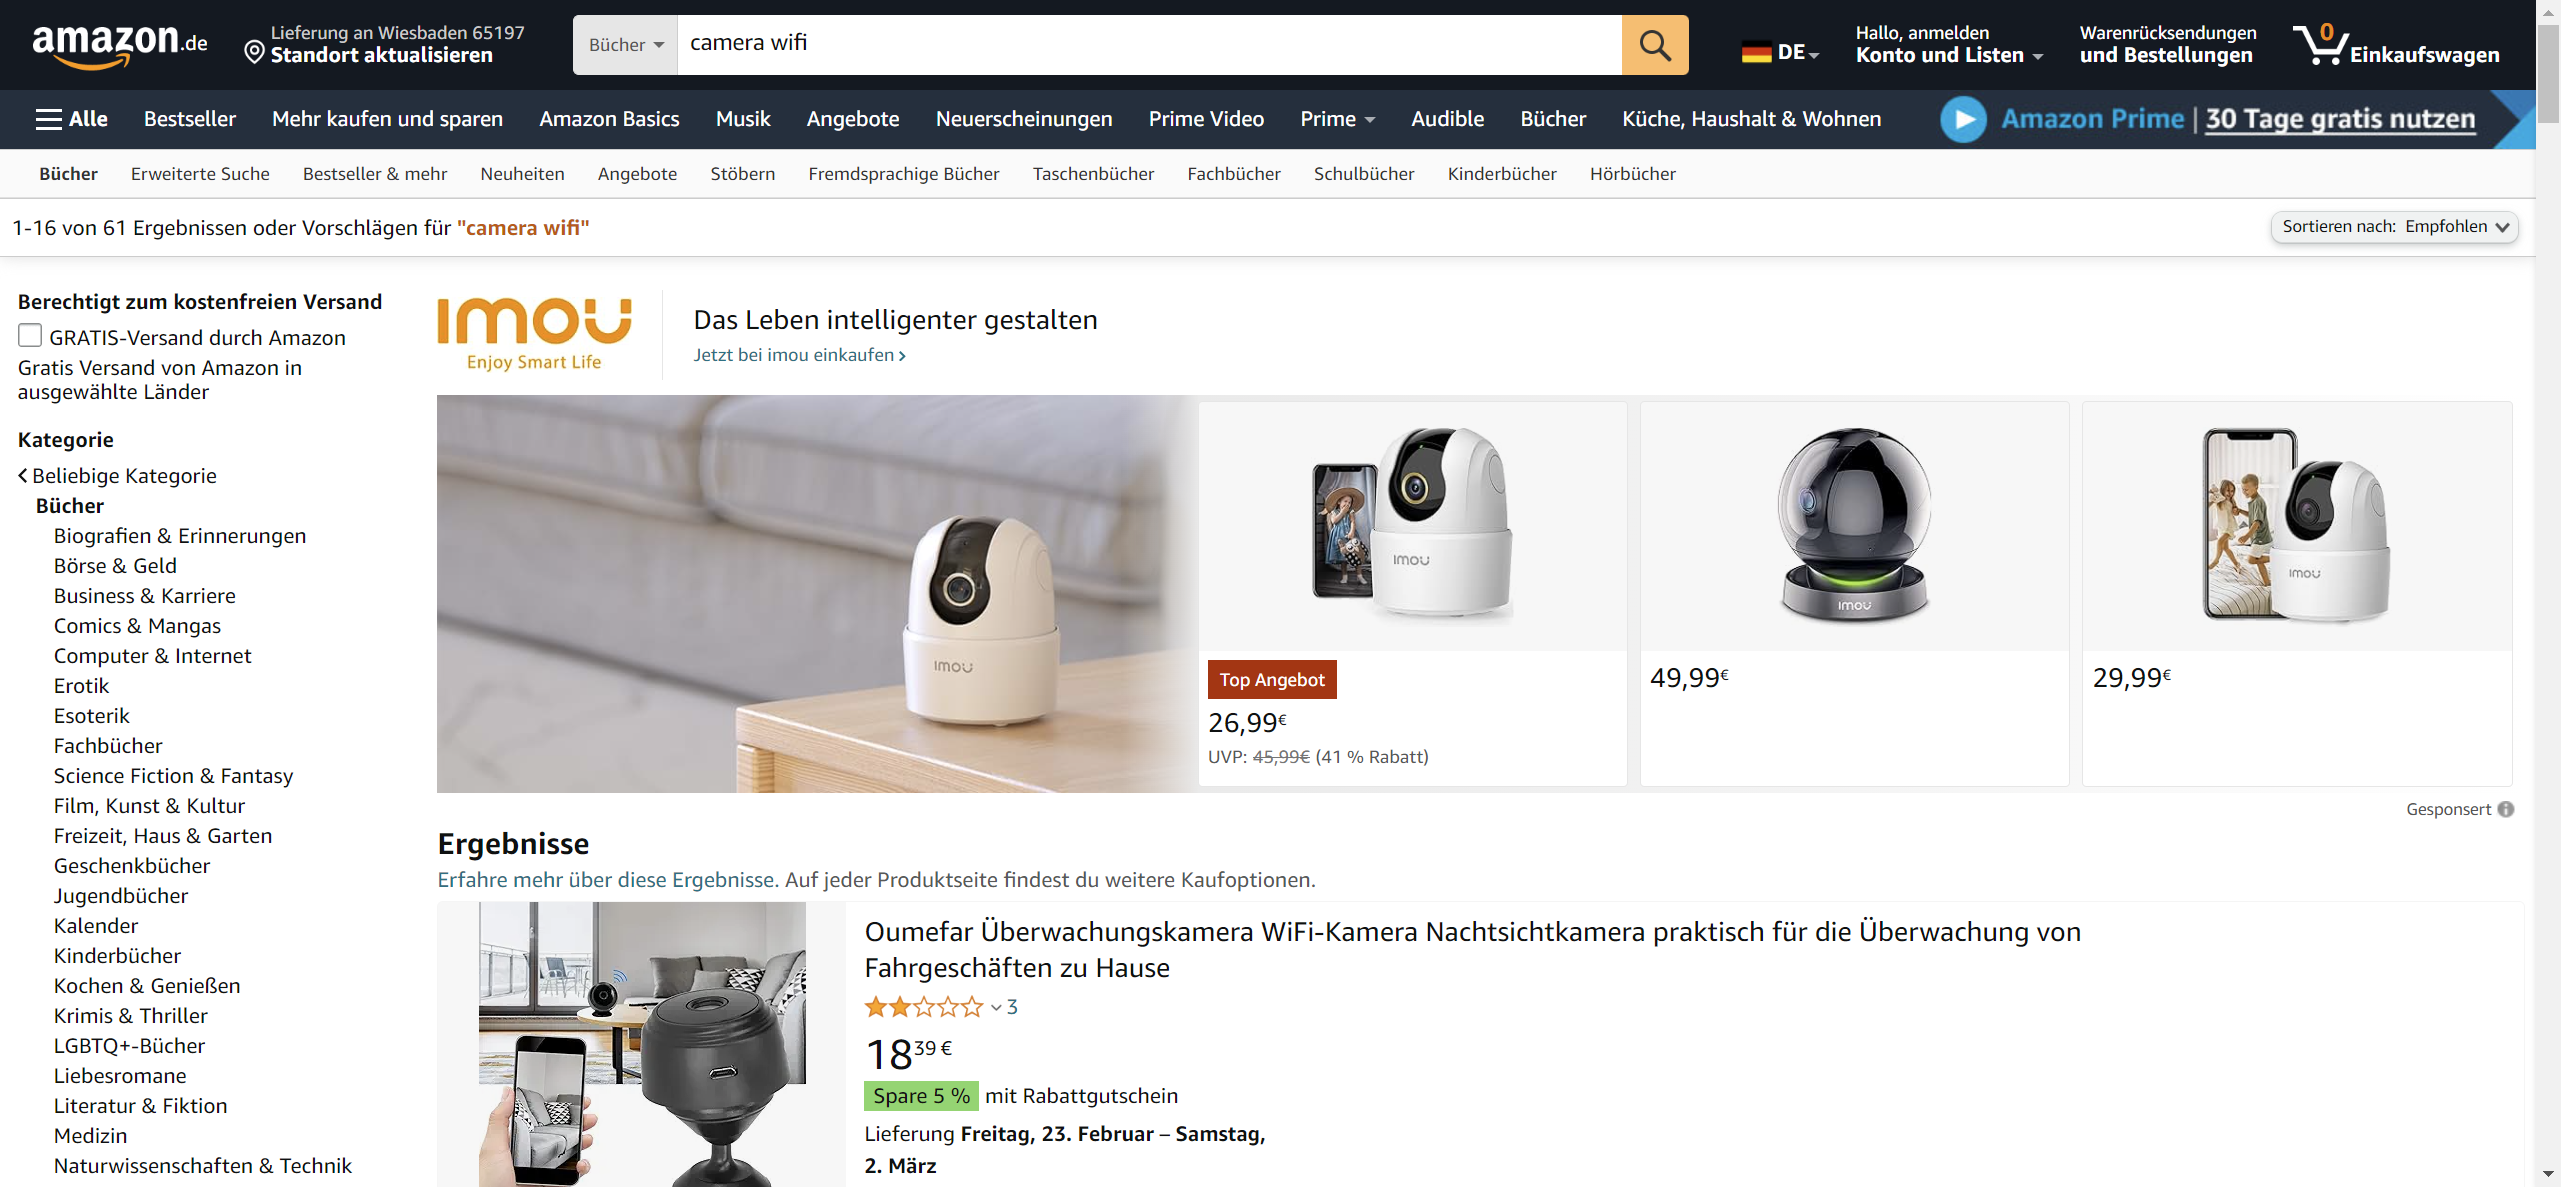 amazon.de
Lieferung an Wiesbaden 65197
Standort aktualisieren
Bücher
camera wifi
DE
Hallo, anmelden
Konto und Listen
Warenrücksendungen
und Bestellungen
0
Einkaufswagen
Alle
Bestseller
Mehr kaufen und sparen
Amazon Basics
Musik
Angebote
Neuerscheinungen
Prime Video
Prime
Audible
Bücher
Küche, Haushalt & Wohnen
Amazon Prime | 30 Tage gratis nutzen
Bücher
Erweiterte Suche
Bestseller & mehr
Neuheiten
Angebote
Stöbern
Fremdsprachige Bücher
Taschenbücher
Fachbücher
Schulbücher
Kinderbücher
Hörbücher
1-16 von 61 Ergebnissen oder Vorschlägen für "camera wifi"
Sortieren nach: Empfohlen
Berechtigt zum kostenfreien Versand
GRATIS-Versand durch Amazon
Gratis Versand von Amazon in
ausgewählte Länder
Kategorie
Beliebige Kategorie
Bücher
Biografien & Erinnerungen
Börse & Geld
Business & Karriere
Comics & Mangas
Computer & Internet
Erotik
Esoterik
Fachbücher
Science Fiction & Fantasy
Film, Kunst & Kultur
Freizeit, Haus & Garten
Geschenkbücher
Jugendbücher
Kalender
Kinderbücher
Kochen & Genießen
Krimis & Thriller
LGBTQ+-Bücher
Liebesromane
Literatur & Fiktion
Medizin
Naturwissenschaften & Technik
imou
Enjoy Smart Life
Das Leben intelligenter gestalten
Jetzt bei imou einkaufen ›
imou
imou
Top Angebot
26,99€
UVP: 45,99€ (41 % Rabatt)
imou
49,99€
imou
29,99€
Gesponsert
Ergebnisse
Erfahre mehr über diese Ergebnisse. Auf jeder Produktseite findest du weitere Kaufoptionen.
Oumefar Überwachungskamera WiFi-Kamera Nachtsichtkamera praktisch für die Überwachung von
Fahrgeschäften zu Hause
3
18 39 €
Spare 5 % mit Rabattgutschein
Lieferung Freitag, 23. Februar – Samstag,
2. März